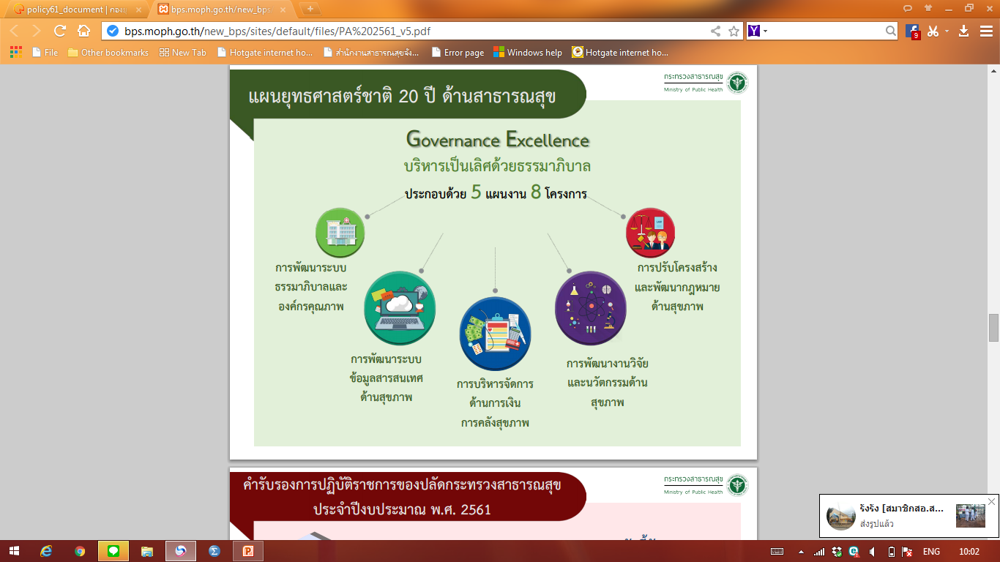 policy61_document | กองยุ
bps.moph.go.th/new_bps/
bps.moph.go.th/new_bps/sites/default/files/PA%202561_v5.pdf
9
File
Other bookmarks
New Tab
Hotgate internet ho...
สำนักงานสาธารณสุขจัง...
Error page
Windows help
Hotgate internet ho...
แผนยุทธศาสตร์ชาติ 20 ปี ด้านสาธารณสุข
กระทรวงสาธารณสุข
Ministry of Public Health
Governance Excellence
บริหารเป็นเลิศด้วยธรรมาภิบาล
ประกอบด้วย 5 แผนงาน 8 โครงการ
การพัฒนาระบบ
ธรรมาภิบาลและ
องค์กรคุณภาพ
การพัฒนาระบบ
ข้อมูลสารสนเทศ
ด้านสุขภาพ
การบริหารจัดการ
ด้านการเงิน
การคลังสุขภาพ
การพัฒนางานวิจัย
และนวัตกรรมด้าน
สุขภาพ
LAW
การปรับโครงสร้าง
และพัฒนากฎหมาย
ด้านสุขภาพ
คำรับรองการปฏิบัติราชการของปลัดกระทรวงสาธารณสุข
ประจำปีงบประมาณ พ.ศ. 2561
กระทรวงสาธารณสุข
Ministry of Public Health
รุ้งรัง [สมาชิกสอ.ส...
ส่งรูปแล้ว
ENG
10:02